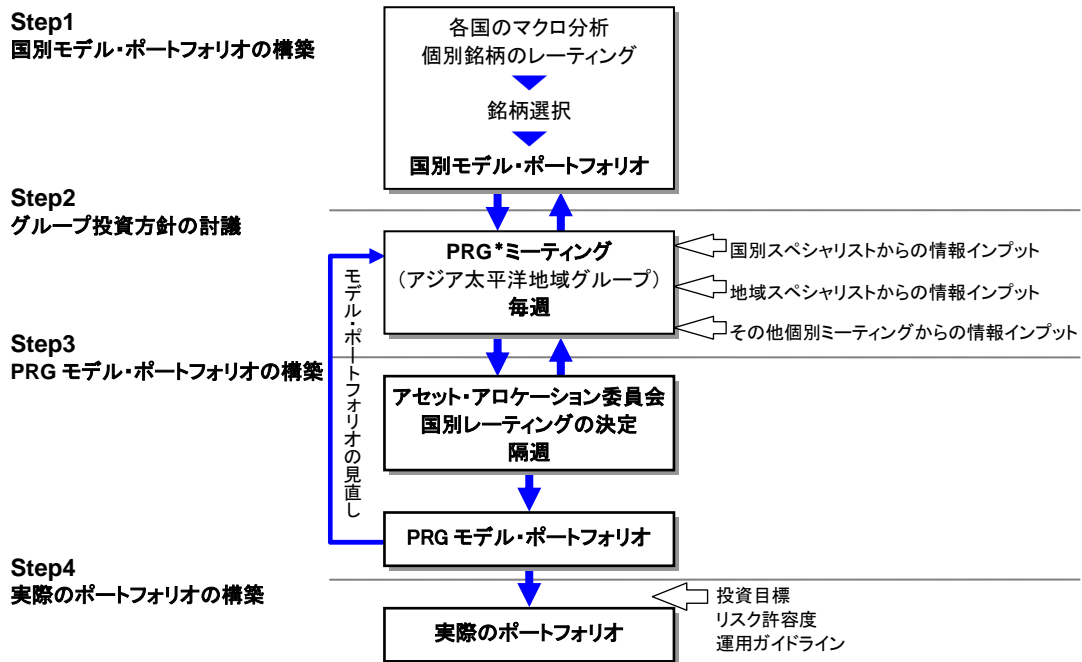 Step1
国別モデル・ポートフォリオの構築
各国のマクロ分析
個別銘柄のレーティング
銘柄選択
国別モデル・ポートフォリオ
Step2
グループ投資方針の討議
PRG*ミーティング
(アジア太平洋地域グループ)
毎週
国別スペシャリストからの情報インプット
地域スペシャリストからの情報インプット
その他個別ミーティングからの情報インプット
モデル・ポートフォリオの見直し
Step3
PRG モデル・ポートフォリオの構築
アセット・アロケーション委員会
国別レーティングの決定
隔週
PRG モデル・ポートフォリオ
Step4
実際のポートフォリオの構築
投資目標
リスク許容度
運用ガイドライン
実際のポートフォリオ